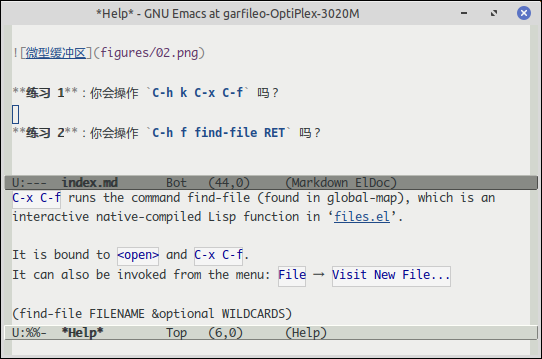 *Help* - GNU Emacs at garfileo-OptiPlex-3020M
![微型缓冲区](figures/02.png)
**练习 1**：你会操作 `C-h k C-x C-f` 吗？
**练习 2**：你会操作 `C-h f find-file RET` 吗？
U:--- index.md Bot (44,0) (Markdown ElDoc)
C-x C-f runs the command find-file (found in global-map), which is an
interactive native-compiled Lisp function in ‘files.el’.
It is bound to <open> and C-x C-f.
It can also be invoked from the menu: File → Visit New File...
(find-file FILENAME &optional WILDCARDS)
U:%%- *Help* Top (6,0) (Help)